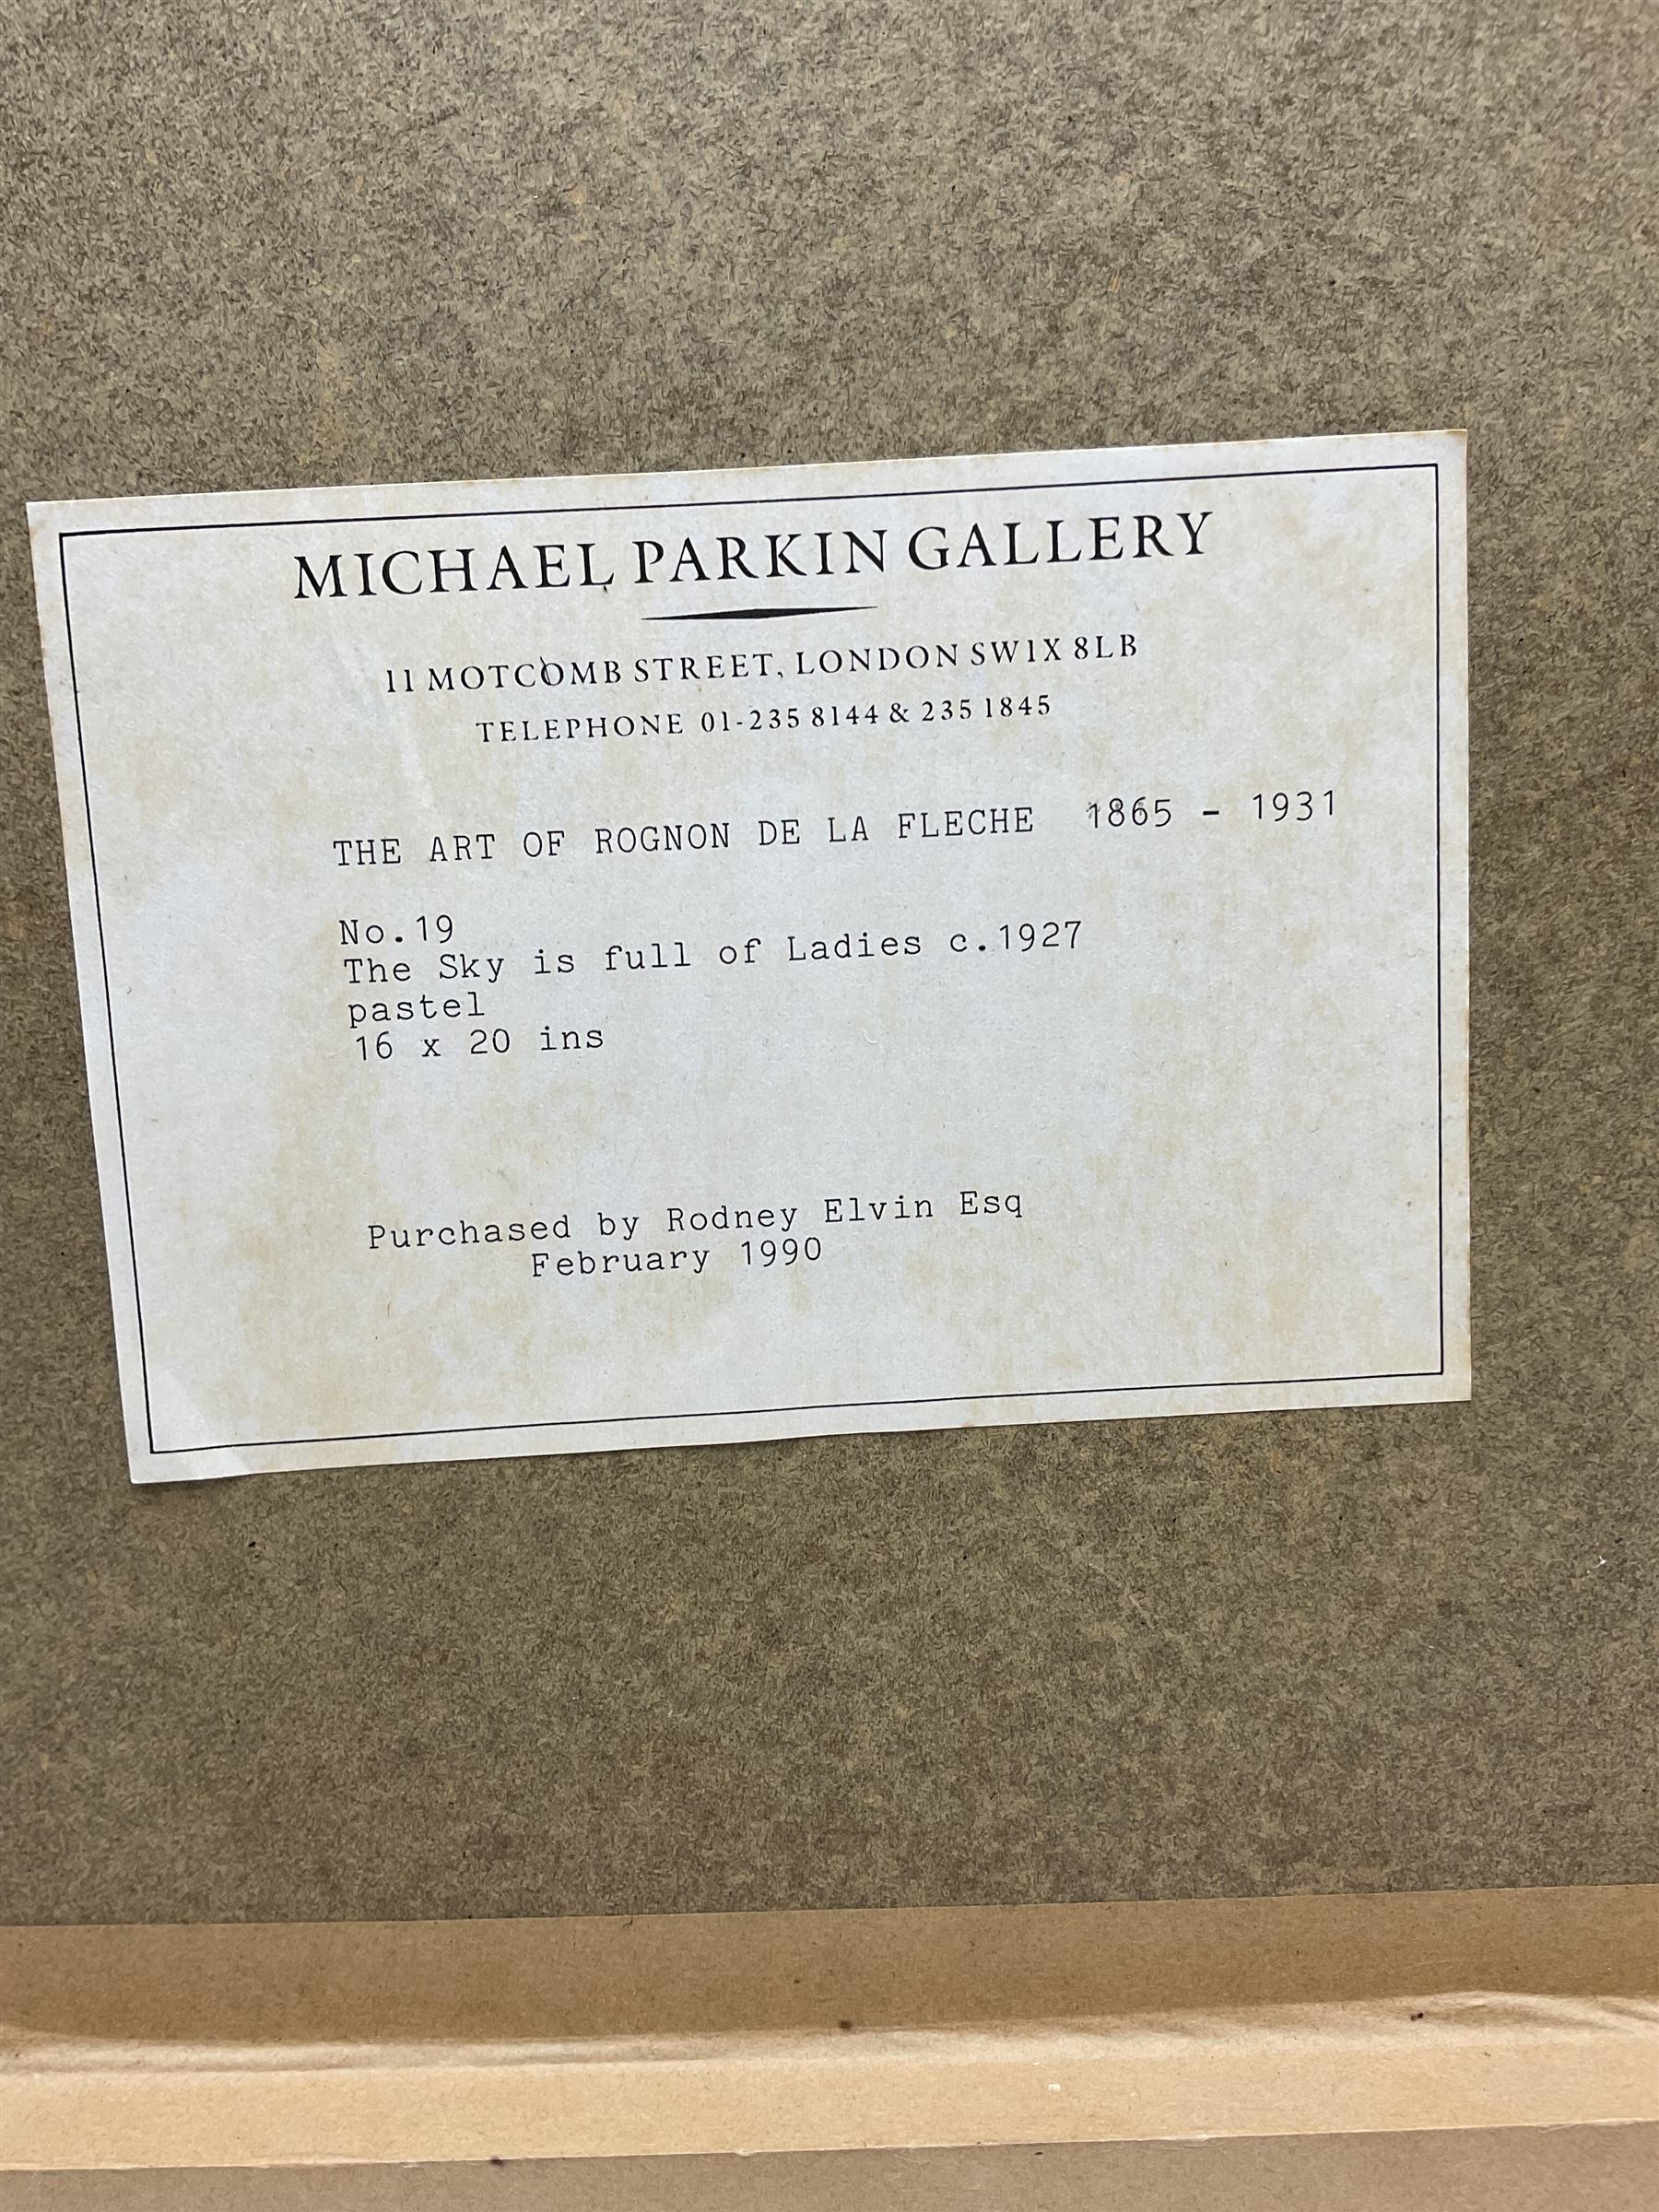 MICHAEL PARKIN GALLERY
11 MOTCOMB STREET, LONDON SW1X 8LB
TELEPHONE 01-235 8144 & 235 1845
THE ART OF ROGNON DE LA FLECHE 1865 - 1931
No.19
The Sky is full of Ladies c.1927
pastel
16 x 20 ins
Purchased by Rodney Elvin Esq
February 1990